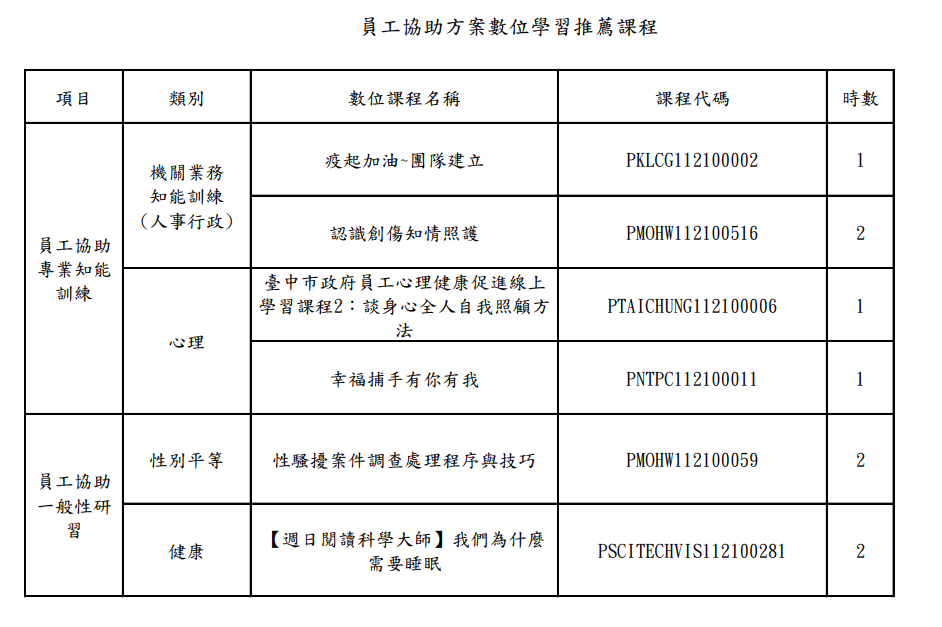 員工協助方案數位學習推薦課程
項目 類別 數位課程名稱 課程代碼 時數
員工協助
專業知能
訓練
機關業務
知能訓練
(人事行政)
疫起加油~團隊建立 PKLCG112100002 1
認識創傷知情照護 PMOHW112100516 2
心理
臺中市政府員工心理健康促進線上
學習課程2：談身心全人自我照顧方
法
PTAICHUNG112100006 1
幸福捕手有你有我 PNTPC112100011 1
員工協助
一般性研
習
性別平等 性騷擾案件調查處理程序與技巧 PMOHW112100059 2
健康
【週日閱讀科學大師】我們為什麼
需要睡眠
PSCITECHVIS112100281 2